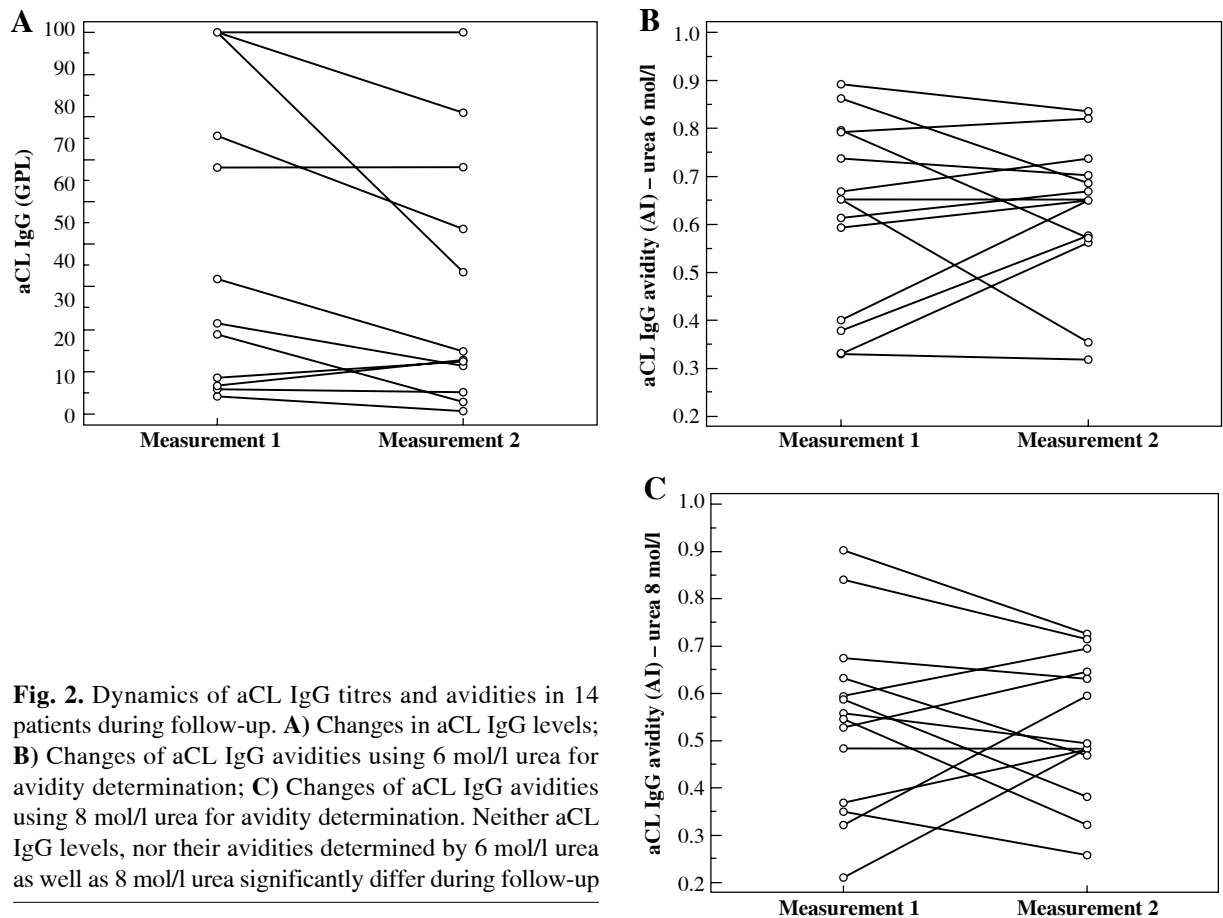 A
100
90
80
70
60
50
40
30
20
10
0
aCL IgG (GPL)
Measurement 1 Measurement 2
B
1.0
0.9
0.8
0.7
0.6
0.5
0.4
0.3
0.2
aCL IgG avidity (AI) – urea 6 mol/l
Measurement 1 Measurement 2
C
1.0
0.9
0.8
0.7
0.6
0.5
0.4
0.3
0.2
aCL IgG avidity (AI) – urea 8 mol/l
Measurement 1 Measurement 2
Fig. 2. Dynamics of aCL IgG titres and avidities in 14
patients during follow-up. A) Changes in aCL IgG levels;
B) Changes of aCL IgG avidities using 6 mol/l urea for
avidity determination; C) Changes of aCL IgG avidities
using 8 mol/l urea for avidity determination. Neither aCL
IgG levels, nor their avidities determined by 6 mol/l urea
as well as 8 mol/l urea significantly differ during follow-up